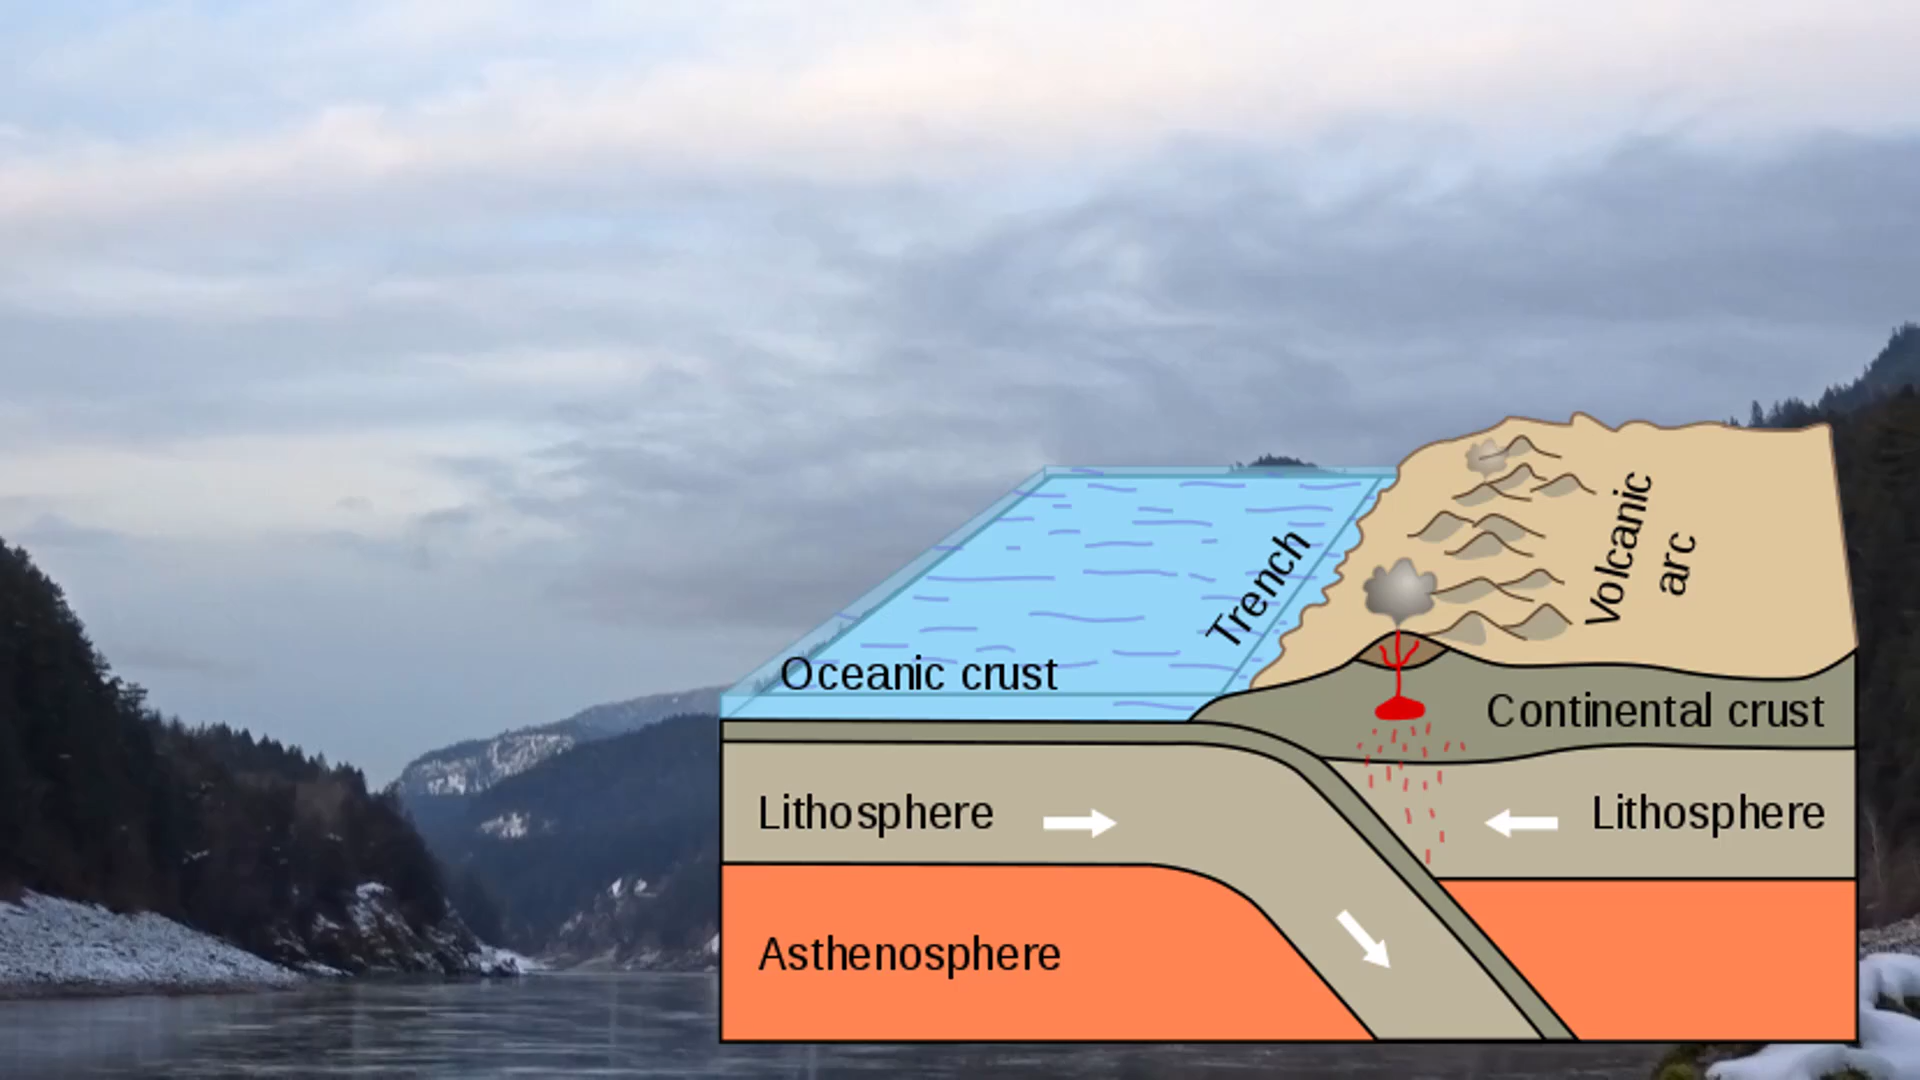 Volcanic
arc
Trench
Oceanic crust
Continental crust
Lithosphere
Lithosphere
Asthenosphere